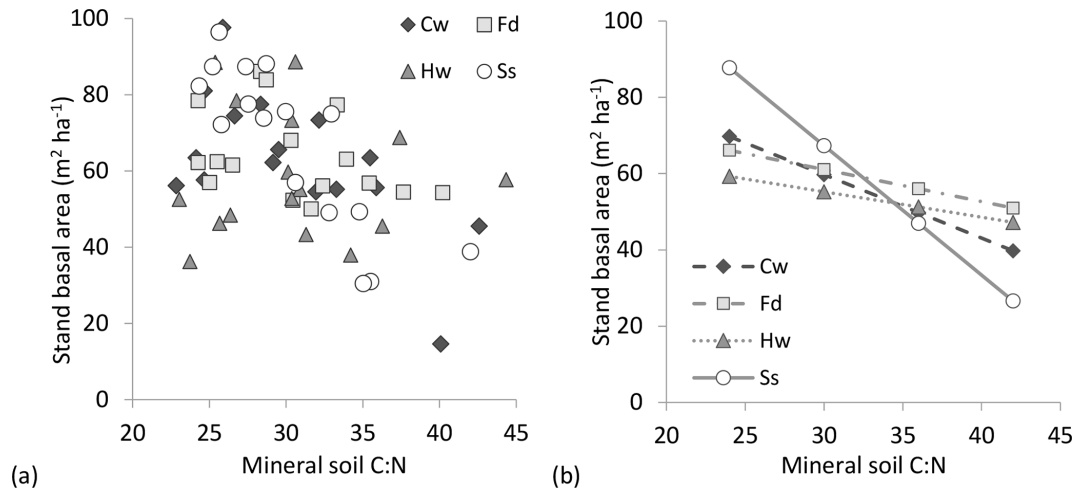 100
80
60
40
20
0
Stand basal area (m² ha⁻¹)
Cw
Fd
Hw
Ss
20 25 30 35 40 45
Mineral soil C:N
(a)
100
80
60
40
20
0
Stand basal area (m² ha⁻¹)
Cw
Fd
Hw
Ss
20 25 30 35 40 45
Mineral soil C:N
(b)